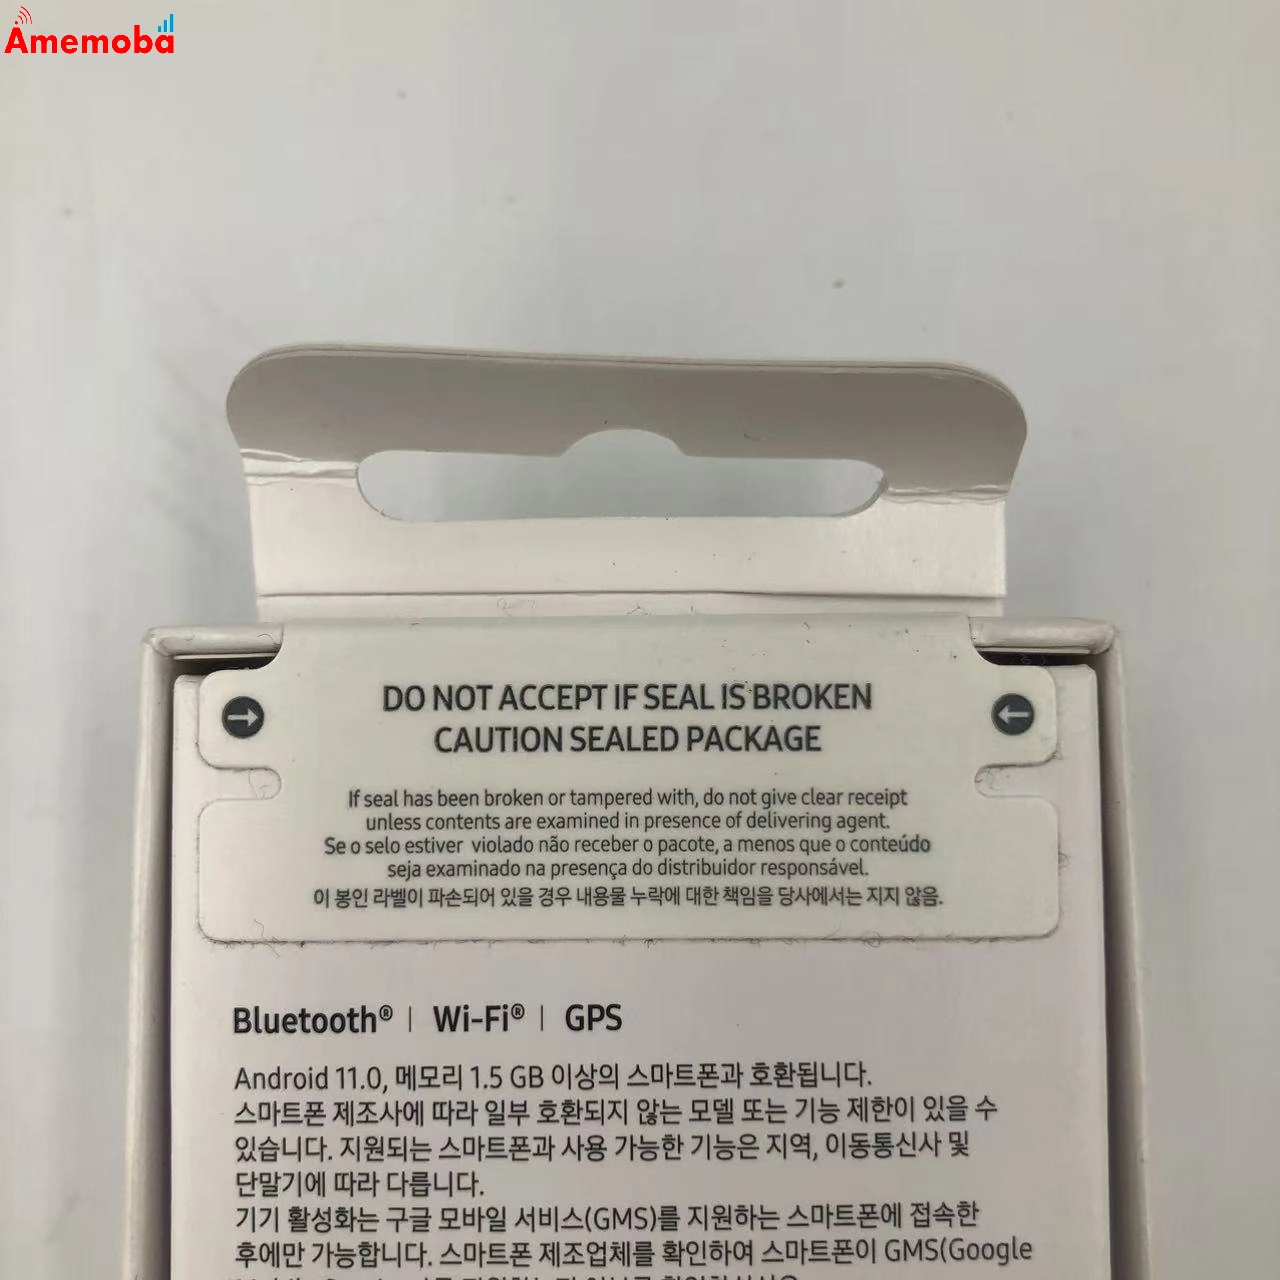 Amemoba
DO NOT ACCEPT IF SEAL IS BROKEN
CAUTION SEALED PACKAGE
If seal has been broken or tampered with, do not give clear receipt
unless contents are examined in presence of delivering agent.
Se o selo estiver violado não receber o pacote, a menos que o conteúdo
seja examinado na presença do distribuidor responsável.
이 봉인 라벨이 파손되어 있을 경우 내용물 누락에 대한 책임을 당사에서는 지지 않음.
Bluetooth® | Wi-Fi® | GPS
Android 11.0, 메모리 1.5 GB 이상의 스마트폰과 호환됩니다.
스마트폰 제조사에 따라 일부 호환되지 않는 모델 또는 기능 제한이 있을 수
있습니다. 지원되는 스마트폰과 사용 가능한 기능은 지역, 이동통신사 및
단말기에 따라 다릅니다.
기기 활성화는 구글 모바일 서비스(GMS)를 지원하는 스마트폰에 접속한
후에만 가능합니다. 스마트폰 제조업체를 확인하여 스마트폰이 GMS(Google